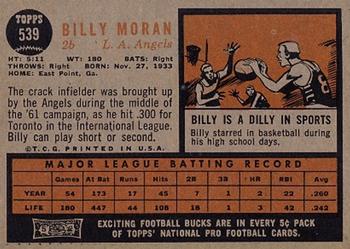 TOPPS
539
BILLY MORAN
2b L. A. Angels
HT: 5:11 WT: 180 BATS: Right
THROWS: Right BORN: Nov. 27, 1933
HOME: East Point, Ga.
The crack infielder was brought up
by the Angels during the middle of
the '61 campaign, as he hit .300 for
Toronto in the International League.
Billy can play short or second.
© T. C. G. PRINTED IN U.S.A.
BILLY IS A DILLY IN SPORTS
Billy starred in basketball during
his high school days.
MAJOR LEAGUE BATTING RECORD
Games At Bat Runs Hits 2B 3B HR RBI Avg.
YEAR 54 173 17 45 7 1 2 22 .260
LIFE 180 447 44 108 18 1 3 42 .242
EXCITING FOOTBALL BUCKS ARE IN EVERY 5¢ PACK
OF TOPPS' NATIONAL PRO FOOTBALL CARDS.